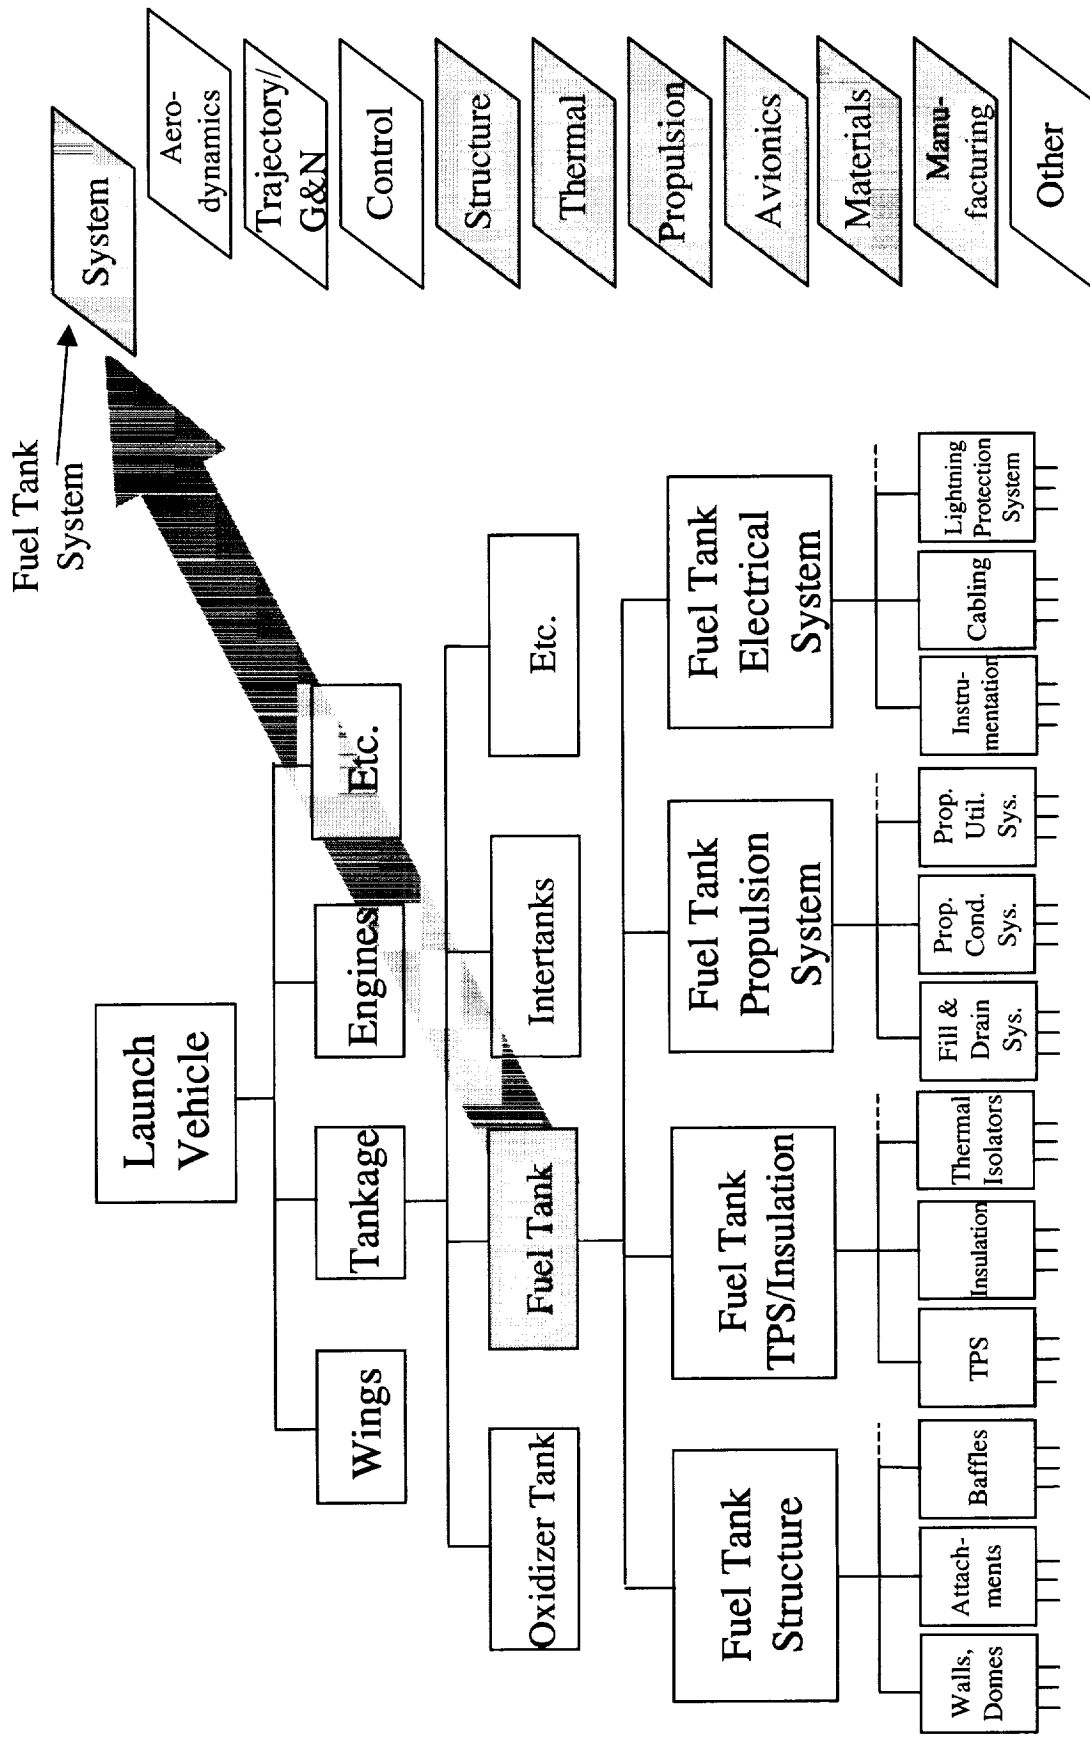 Fuel Tank
System
System
Aero-
dynamics
Trajectory/
G&N
Control
Structure
Thermal
Propulsion
Avionics
Materials
Manu-
facturing
Other
Launch
Vehicle
Wings
Tankage
Engines
Etc.
Oxidizer Tank
Fuel Tank
Intertanks
Etc.
Fuel Tank
Structure
Fuel Tank
TPS/Insulation
Fuel Tank
Propulsion
System
Fuel Tank
Electrical
System
Walls,
Domes
Attach-
ments
Baffles
TPS
Insulation
Thermal
Isolators
Fill &
Drain
Sys.
Prop.
Cond.
Sys.
Prop.
Util.
Sys.
Instru-
mentation
Cabling
Lightning
Protection
System